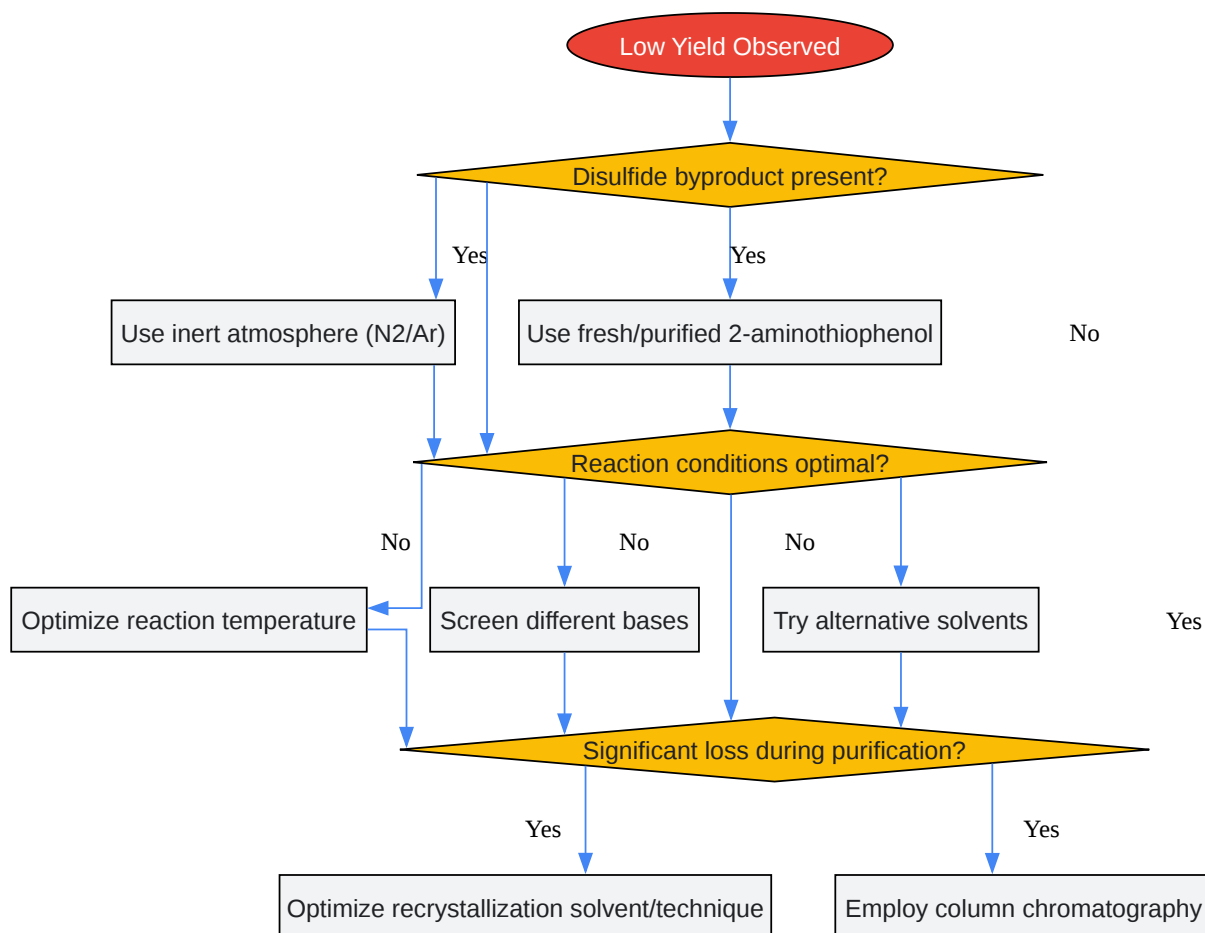 Low Yield Observed
Disulfide byproduct present?
Yes
Yes
Use inert atmosphere (N2/Ar)
Use fresh/purified 2-aminothiophenol
No
Reaction conditions optimal?
No
No
No
Optimize reaction temperature
Screen different bases
Try alternative solvents
Yes
Significant loss during purification?
Yes
Yes
Optimize recrystallization solvent/technique
Employ column chromatography